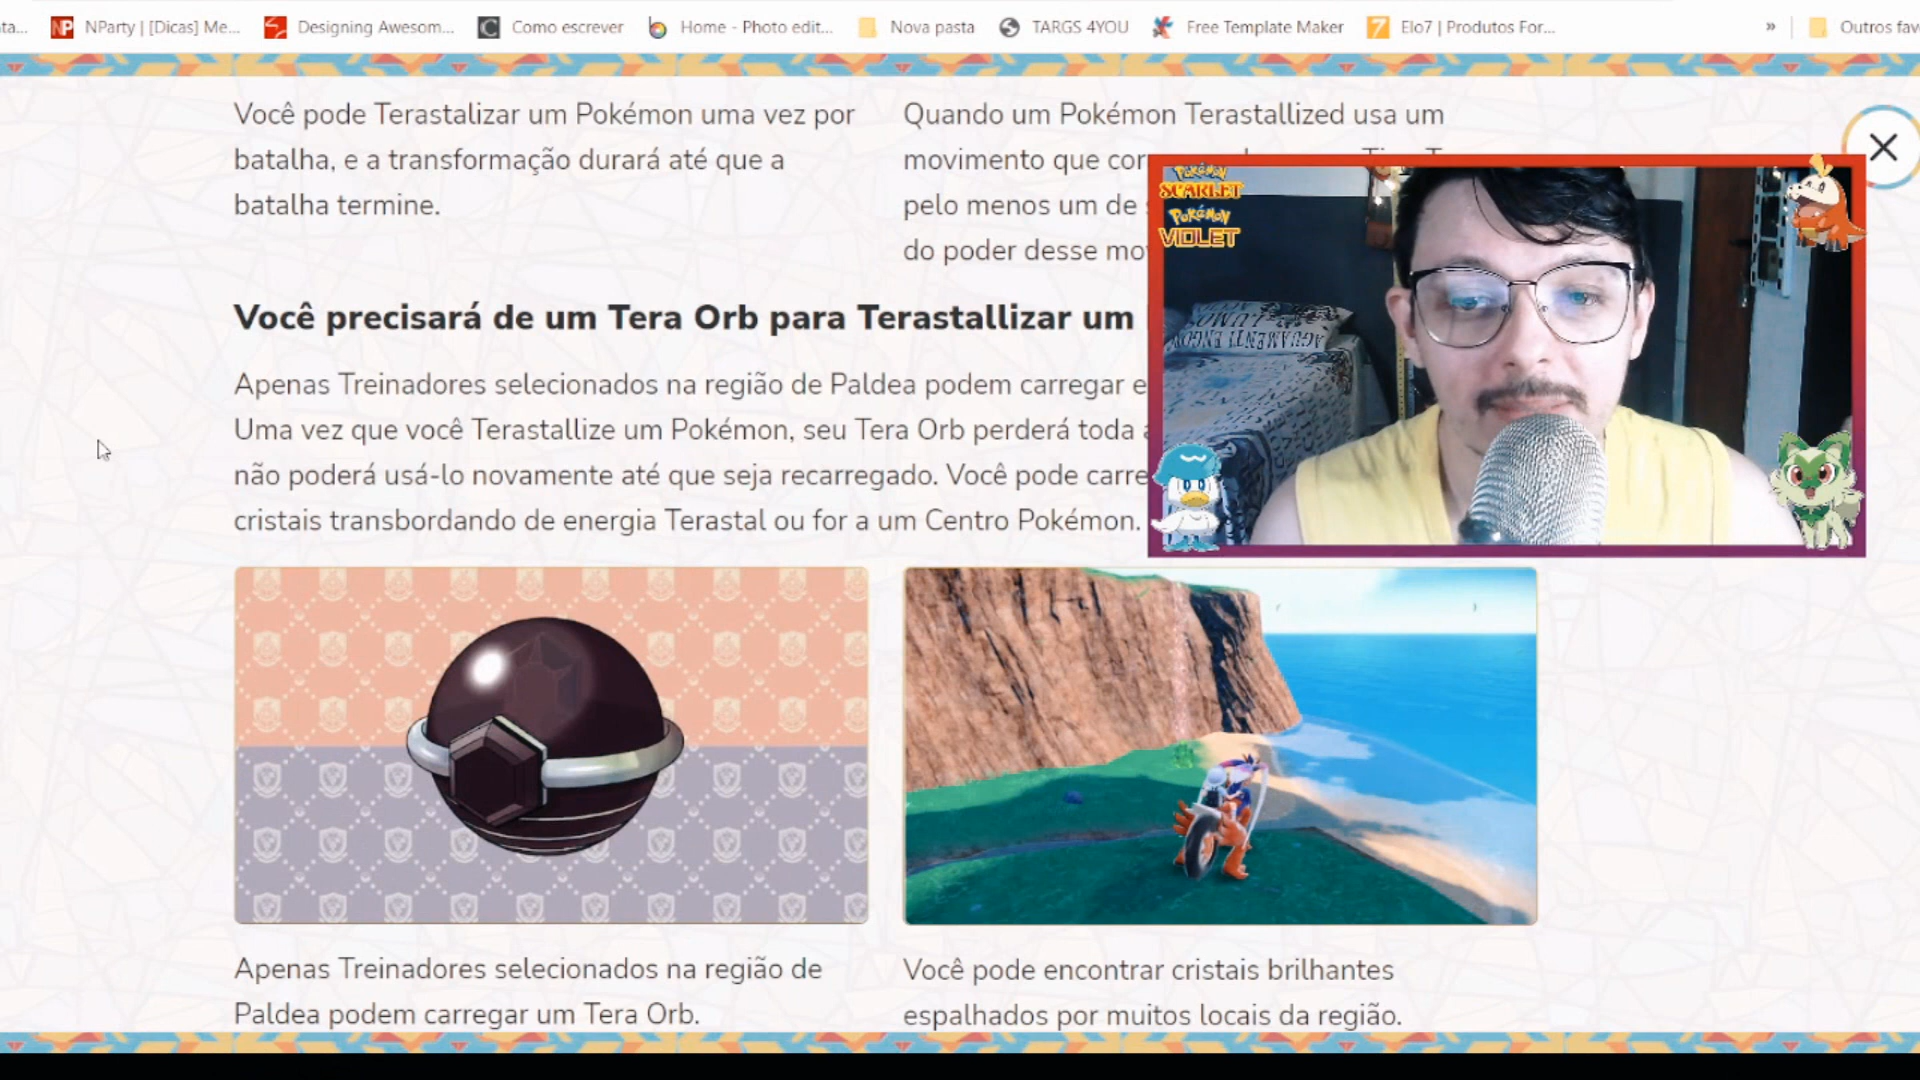 NParty | [Dicas] Me...
Designing Awesom...
Como escrever
Home - Photo edit...
Nova pasta
TARGS 4YOU
Free Template Maker
Elo7 | Produtos For...
»
Outros fav
Você pode Terastalizar um Pokémon uma vez por
batalha, e a transformação durará até que a
batalha termine.
Quando um Pokémon Terastallized usa um
movimento que cor
pelo menos um de
do poder desse mo
POKéMON
SCARLET
POKéMON
VIOLET
Você precisará de um Tera Orb para Terastallizar um
Apenas Treinadores selecionados na região de Paldea podem carregar e
Uma vez que você Terastallize um Pokémon, seu Tera Orb perderá toda a
não poderá usá-lo novamente até que seja recarregado. Você pode carre
cristais transbordando de energia Terastal ou for a um Centro Pokémon.
Apenas Treinadores selecionados na região de
Paldea podem carregar um Tera Orb.
Você pode encontrar cristais brilhantes
espalhados por muitos locais da região.